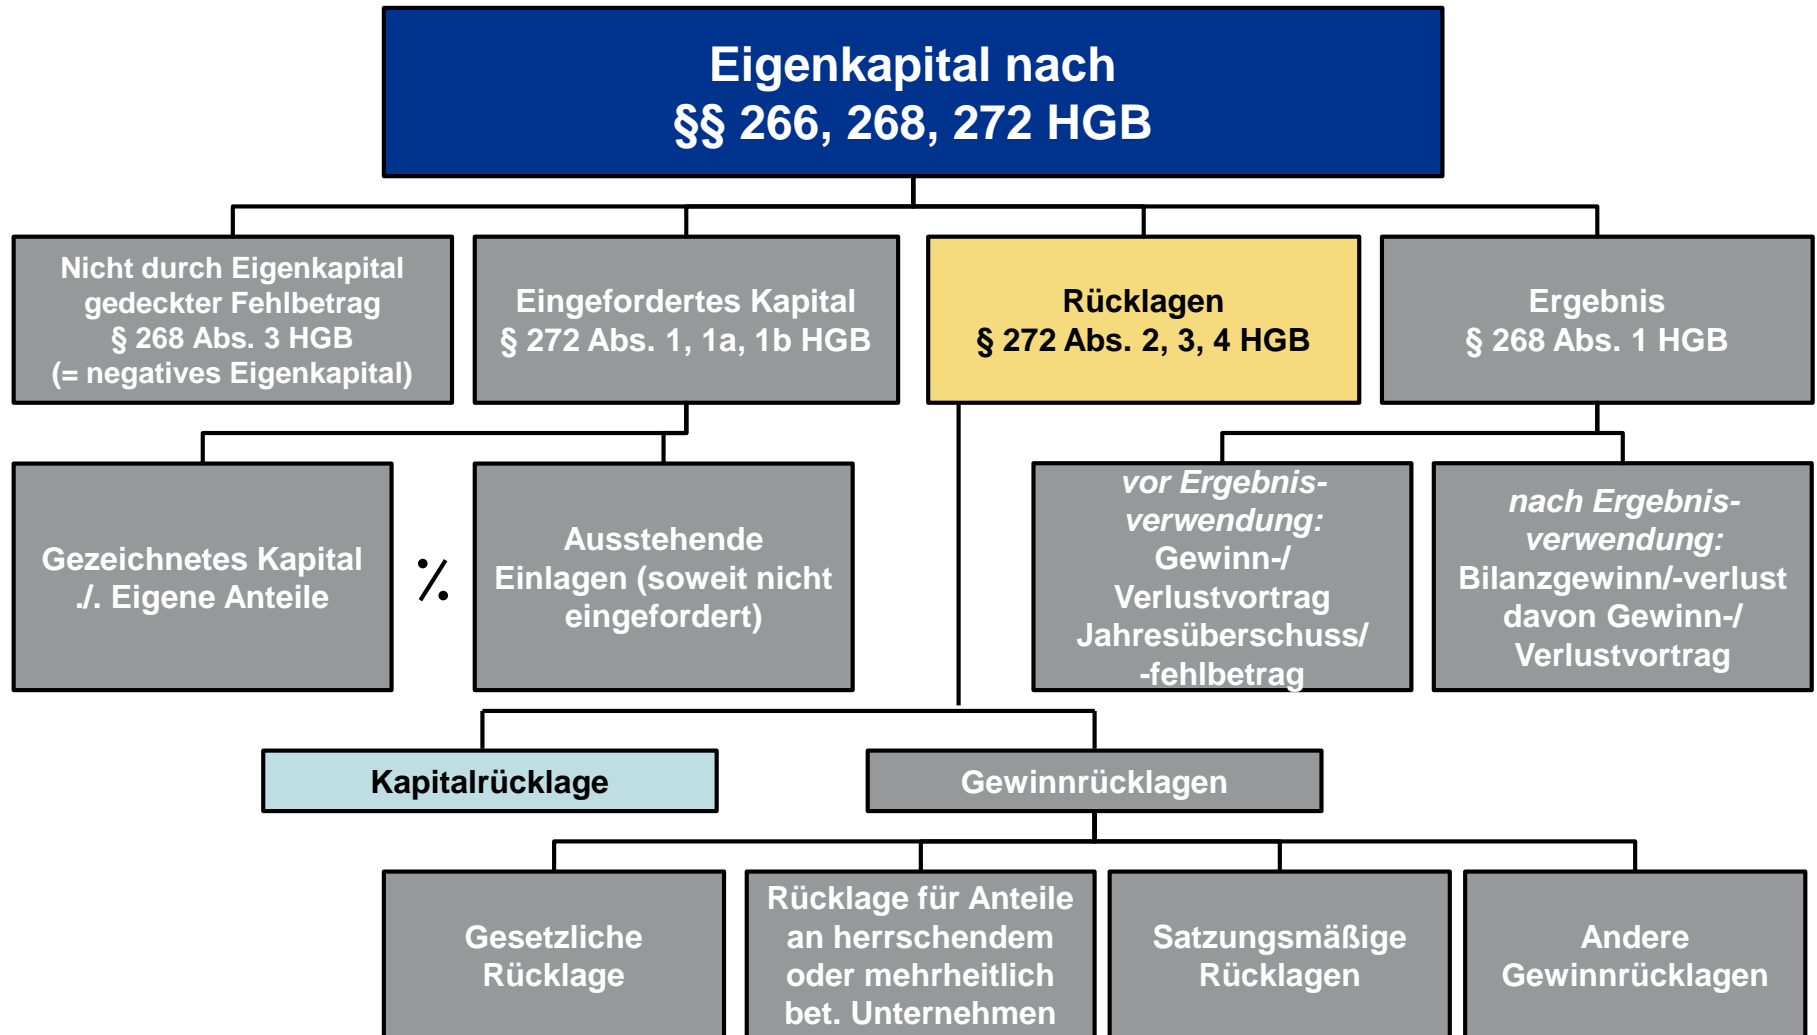 Eigenkapital nach
§§ 266, 268, 272 HGB
Nicht durch Eigenkapital
gedeckter Fehlbetrag
§ 268 Abs. 3 HGB
(= negatives Eigenkapital)
Eingefordertes Kapital
§ 272 Abs. 1, 1a, 1b HGB
Rücklagen
§ 272 Abs. 2, 3, 4 HGB
Ergebnis
§ 268 Abs. 1 HGB
Gezeichnetes Kapital
./. Eigene Anteile
⁒
Ausstehende
Einlagen (soweit nicht
eingefordert)
vor Ergebnis-
verwendung:
Gewinn-/
Verlustvortrag
Jahresüberschuss/
-fehlbetrag
nach Ergebnis-
verwendung:
Bilanzgewinn/-verlust
davon Gewinn-/
Verlustvortrag
Kapitalrücklage
Gewinnrücklagen
Gesetzliche
Rücklage
Rücklage für Anteile
an herrschendem
oder mehrheitlich
bet. Unternehmen
Satzungsmäßige
Rücklagen
Andere
Gewinnrücklagen